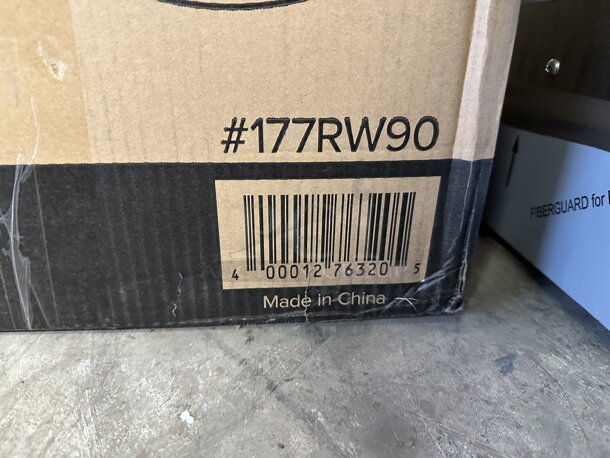 #177RW90
4 00012 76320 5
Made in China
FIBERGUARD for